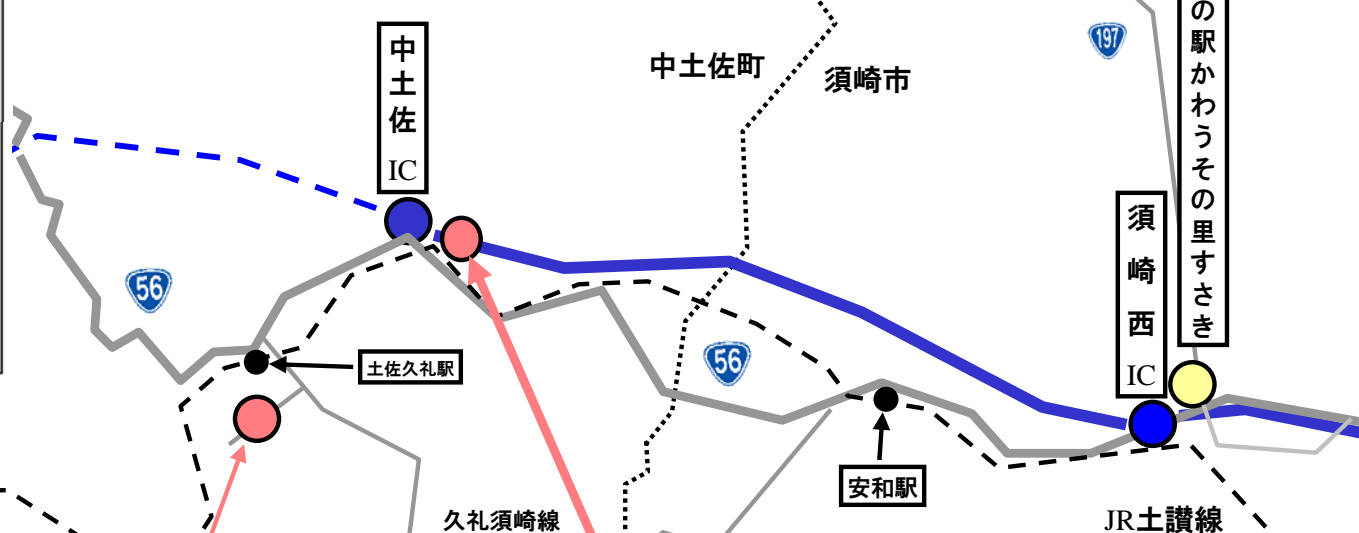 中土佐
IC
中土佐町
須崎市
197
の駅かわうその里すさき
須崎西
IC
56
56
土佐久礼駅
安和駅
久礼須崎線
JR土讃線